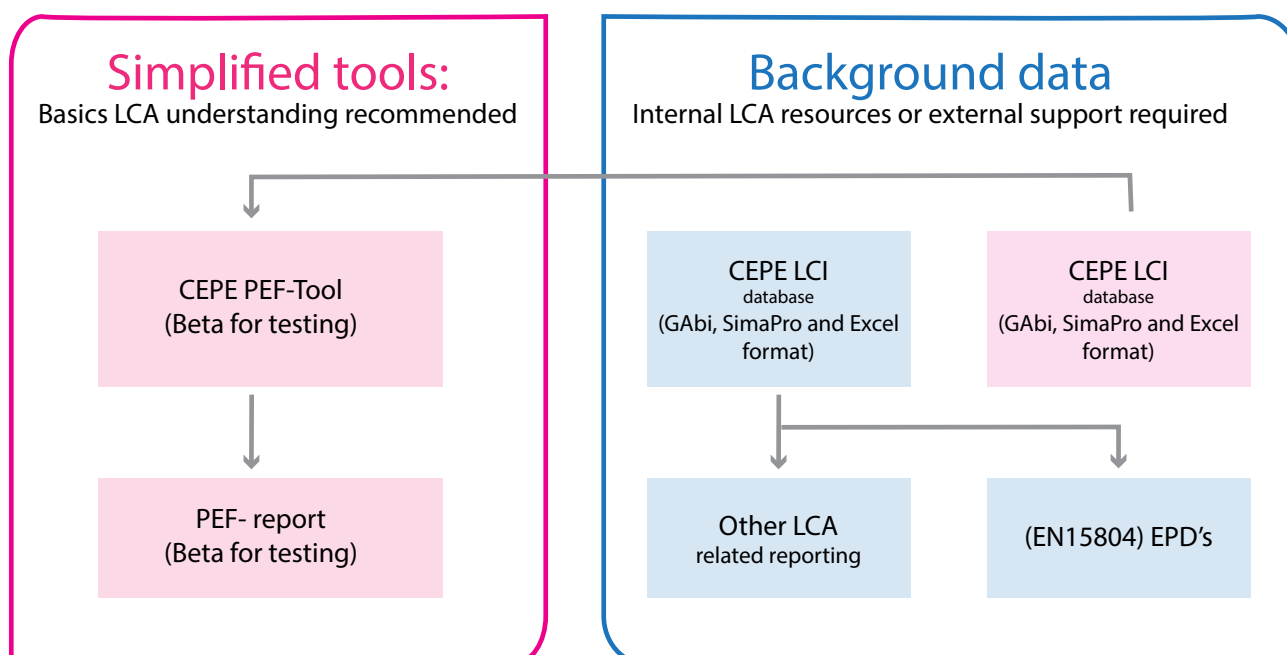 Simplified tools:
Basics LCA understanding recommended
CEPE PEF-Tool
(Beta for testing)
PEF- report
(Beta for testing)
Background data
Internal LCA resources or external support required
CEPE LCI
database
(GAbi, SimaPro and Excel
format)
CEPE LCI
database
(GAbi, SimaPro and Excel
format)
Other LCA
related reporting
(EN15804) EPD’s